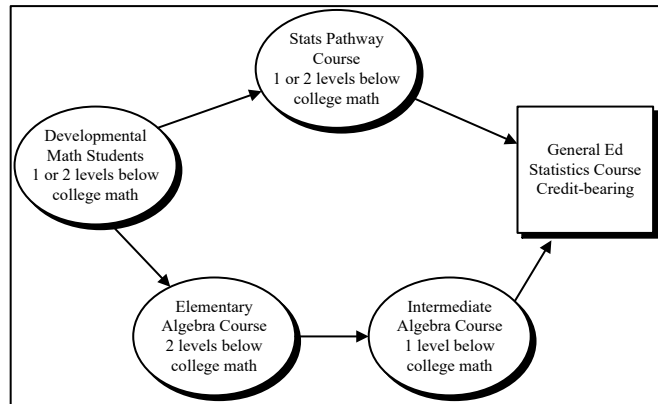 Stats Pathway
Course
1 or 2 levels below
college math
Developmental
Math Students
1 or 2 levels below
college math
General Ed
Statistics Course
Credit-bearing
Elementary
Algebra Course
2 levels below
college math
Intermediate
Algebra Course
1 level below
college math